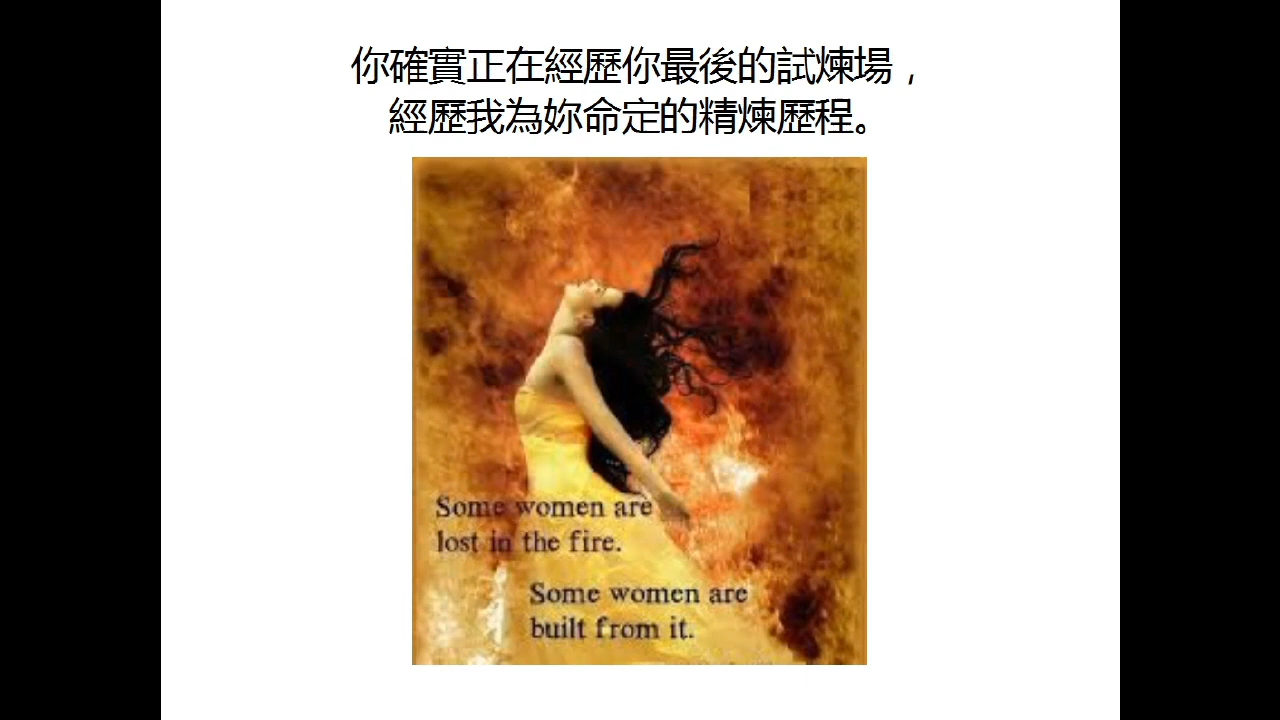 你確實正在經歷你最後的試煉場，
經歷我為妳命定的精煉歷程。
Some women are
lost in the fire.
Some women are
built from it.